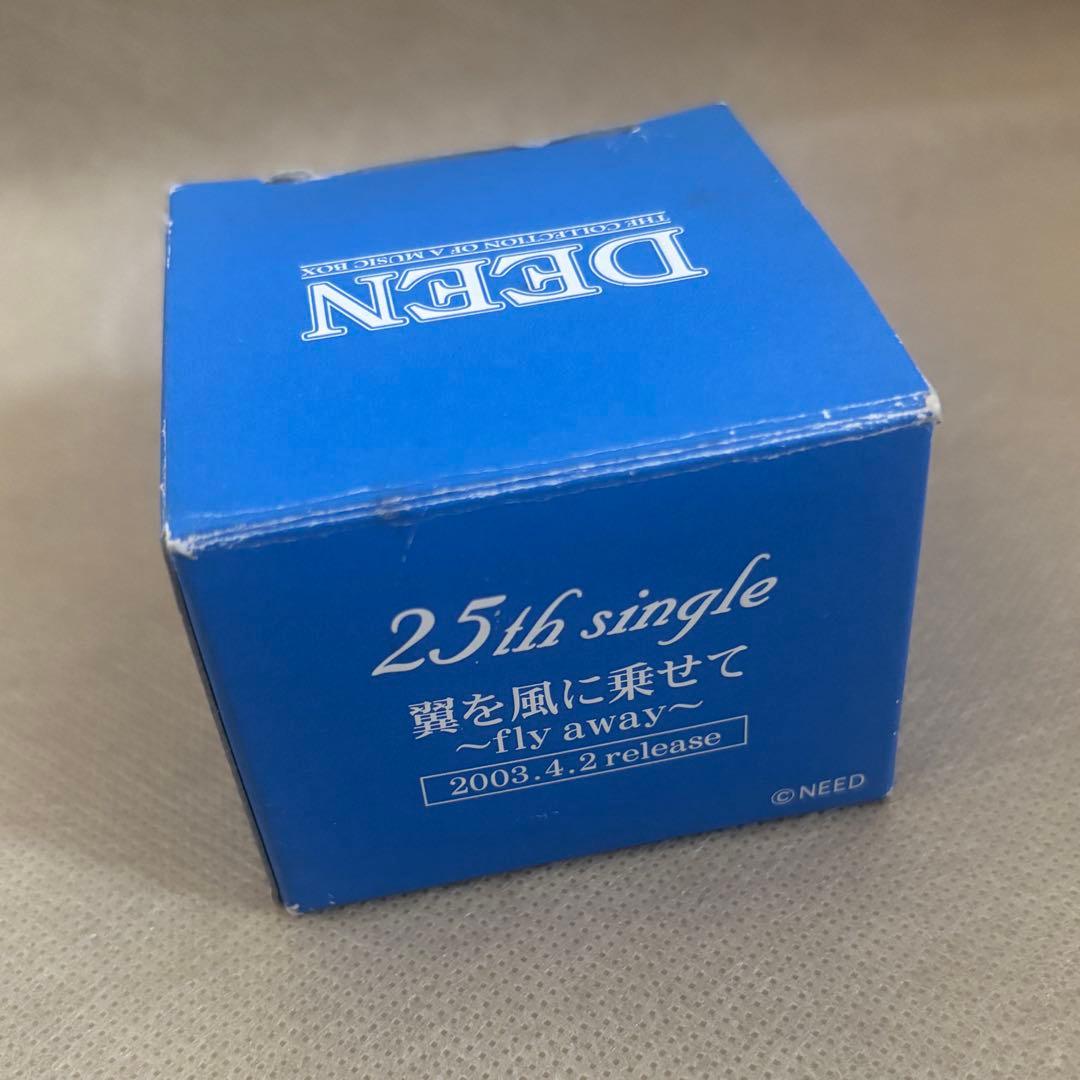 DEEN
THE COLLECTION OF A MUSIC BOX
25th single
翼を風に乗せて
～fly away～
2003.4.2 release
©NEED